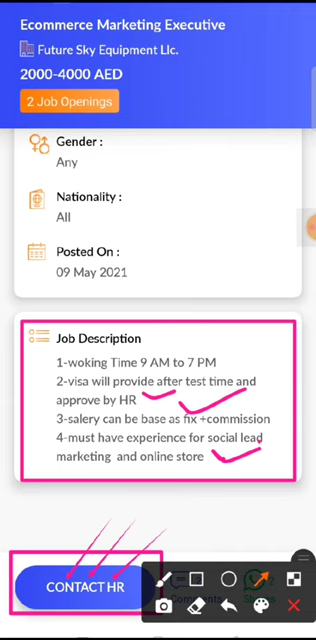 Ecommerce Marketing Executive
Future Sky Equipment Llc.
2000-4000 AED
2 Job Openings
Gender :
Any
Nationality :
All
Posted On :
09 May 2021
Job Description
1-woking Time 9 AM to 7 PM
2-visa will provide after test time and
approve by HR
3-salery can be base as fix +commission
4-must have experience for social lead
marketing and online store
CONTACT HR